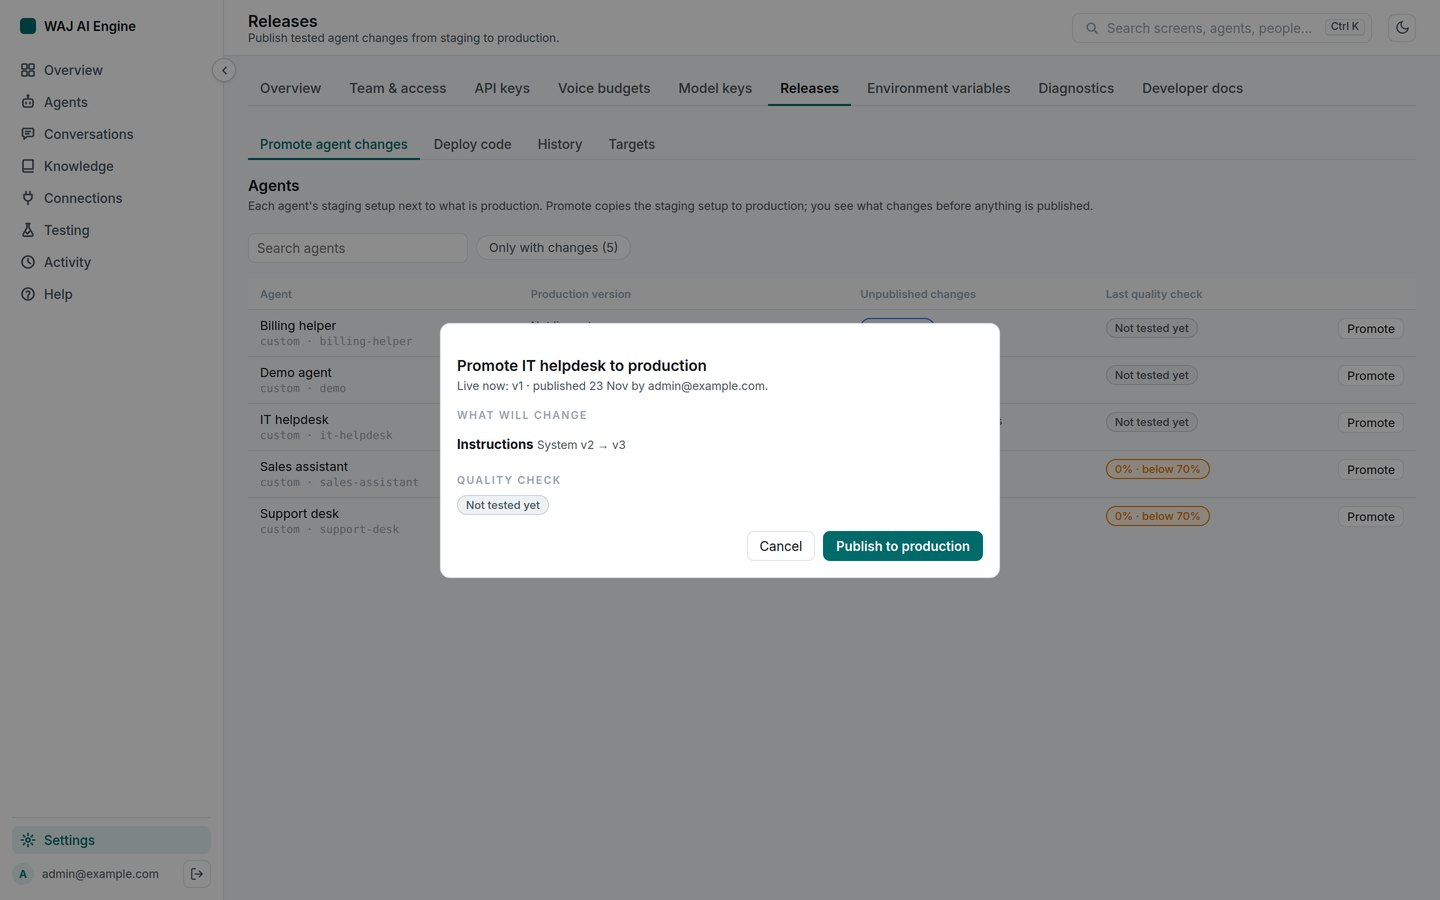 WAJ AI Engine
Overview
Agents
Conversations
Knowledge
Connections
Testing
Activity
Help
Settings
A admin@example.com
Releases
Publish tested agent changes from staging to production.
Search screens, agents, people... Ctrl K
Overview Team & access API keys Voice budgets Model keys Releases Environment variables Diagnostics Developer docs
Promote agent changes Deploy code History Targets
Agents
Each agent's staging setup next to what is production. Promote copies the staging setup to production; you see what changes before anything is published.
Search agents Only with changes (5)
Agent Production version Unpublished changes Last quality check
Billing helper Not tested yet Promote
custom · billing-helper
Demo agent Not tested yet Promote
custom · demo
IT helpdesk Not tested yet Promote
custom · it-helpdesk
Sales assistant 0% · below 70% Promote
custom · sales-assistant
Support desk 0% · below 70% Promote
custom · support-desk
Promote IT helpdesk to production
Live now: v1 · published 23 Nov by admin@example.com.
WHAT WILL CHANGE
Instructions System v2 → v3
QUALITY CHECK
Not tested yet
Cancel Publish to production